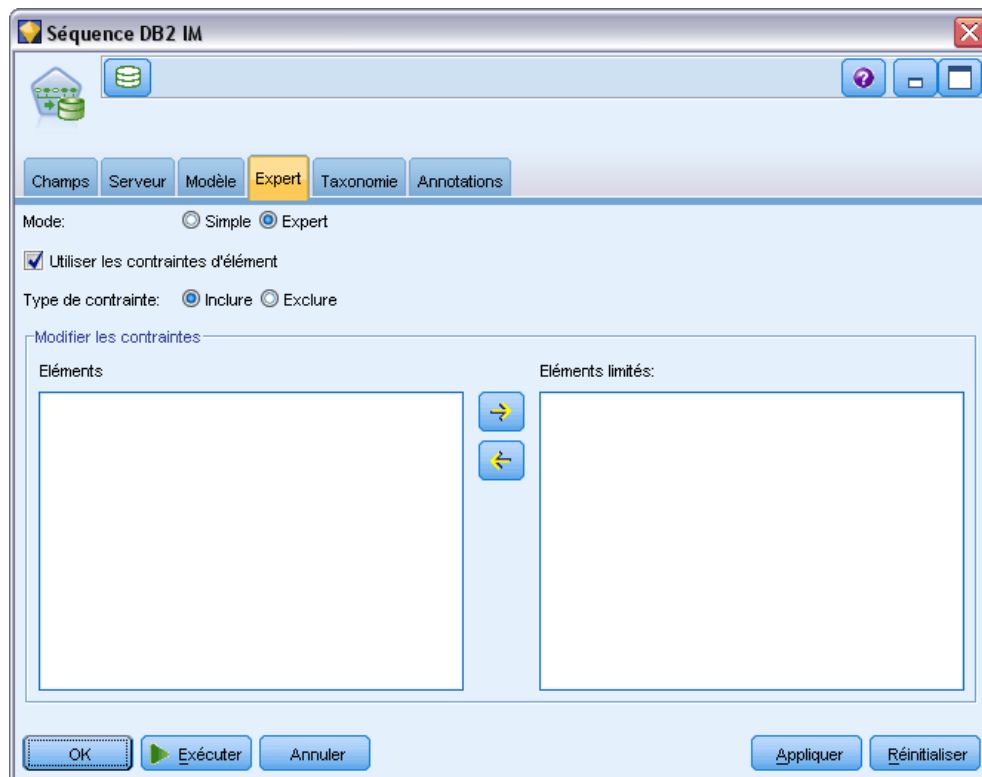 Séquence DB2 IM
Champs Serveur Modèle Expert Taxonomie Annotations
Mode: Simple Expert
Utiliser les contraintes d'élément
Type de contrainte: Inclure Exclure
Modifier les contraintes
Eléments Eléments limités:
OK Exécuter Annuler Appliquer Réinitialiser